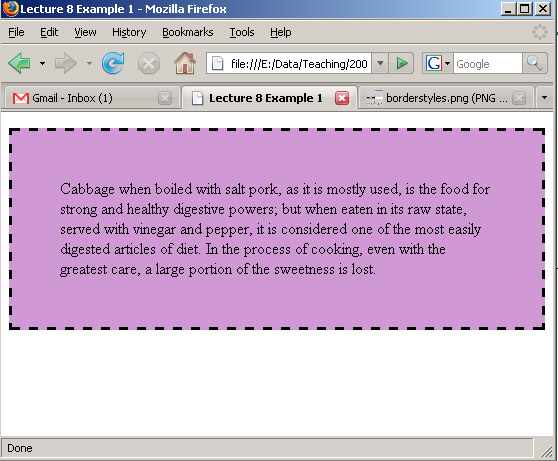 Lecture 8 Example 1 - Mozilla Firefox
File Edit View History Bookmarks Tools Help
file:///E:/Data/Teaching/200 G Google
Gmail - Inbox (1) Lecture 8 Example 1 borderstyles.png (PNG ...
Cabbage when boiled with salt pork, as it is mostly used, is the food for
strong and healthy digestive powers; but when eaten in its raw state,
served with vinegar and pepper, it is considered one of the most easily
digested articles of diet. In the process of cooking, even with the
greatest care, a large portion of the sweetness is lost.
Done